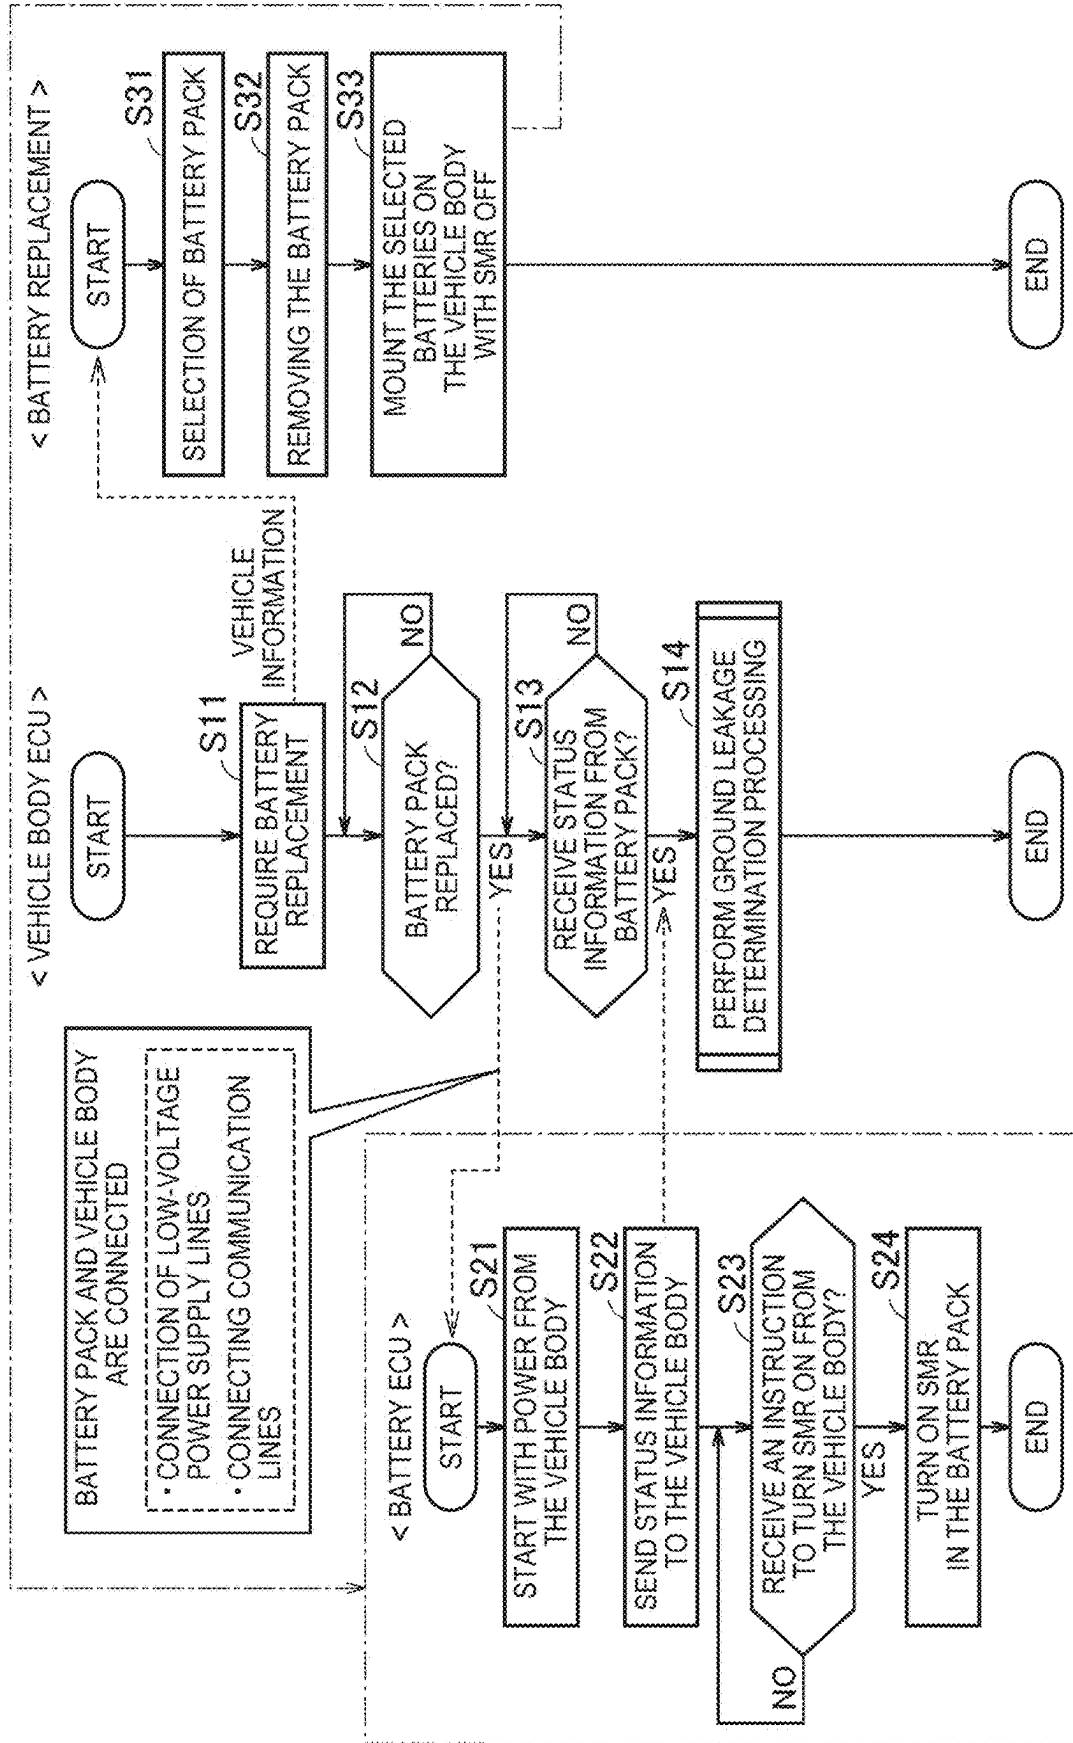 BATTERY PACK AND VEHICLE BODY
ARE CONNECTED
• CONNECTION OF LOW-VOLTAGE
POWER SUPPLY LINES
• CONNECTING COMMUNICATION
LINES
< BATTERY ECU >
START
S21
START WITH POWER FROM
THE VEHICLE BODY
S22
SEND STATUS INFORMATION
TO THE VEHICLE BODY
S23
RECEIVE AN INSTRUCTION
TO TURN SMR ON FROM
THE VEHICLE BODY?
NO
YES
S24
TURN ON SMR
IN THE BATTERY PACK
END
< VEHICLE BODY ECU >
START
S11
REQUIRE BATTERY
REPLACEMENT
VEHICLE
INFORMATION
S12
BATTERY PACK
REPLACED?
NO
YES
S13
RECEIVE STATUS
INFORMATION FROM
BATTERY PACK?
NO
YES
S14
PERFORM GROUND LEAKAGE
DETERMINATION PROCESSING
END
< BATTERY REPLACEMENT >
START
S31
SELECTION OF BATTERY PACK
S32
REMOVING THE BATTERY PACK
S33
MOUNT THE SELECTED
BATTERIES ON
THE VEHICLE BODY
WITH SMR OFF
END